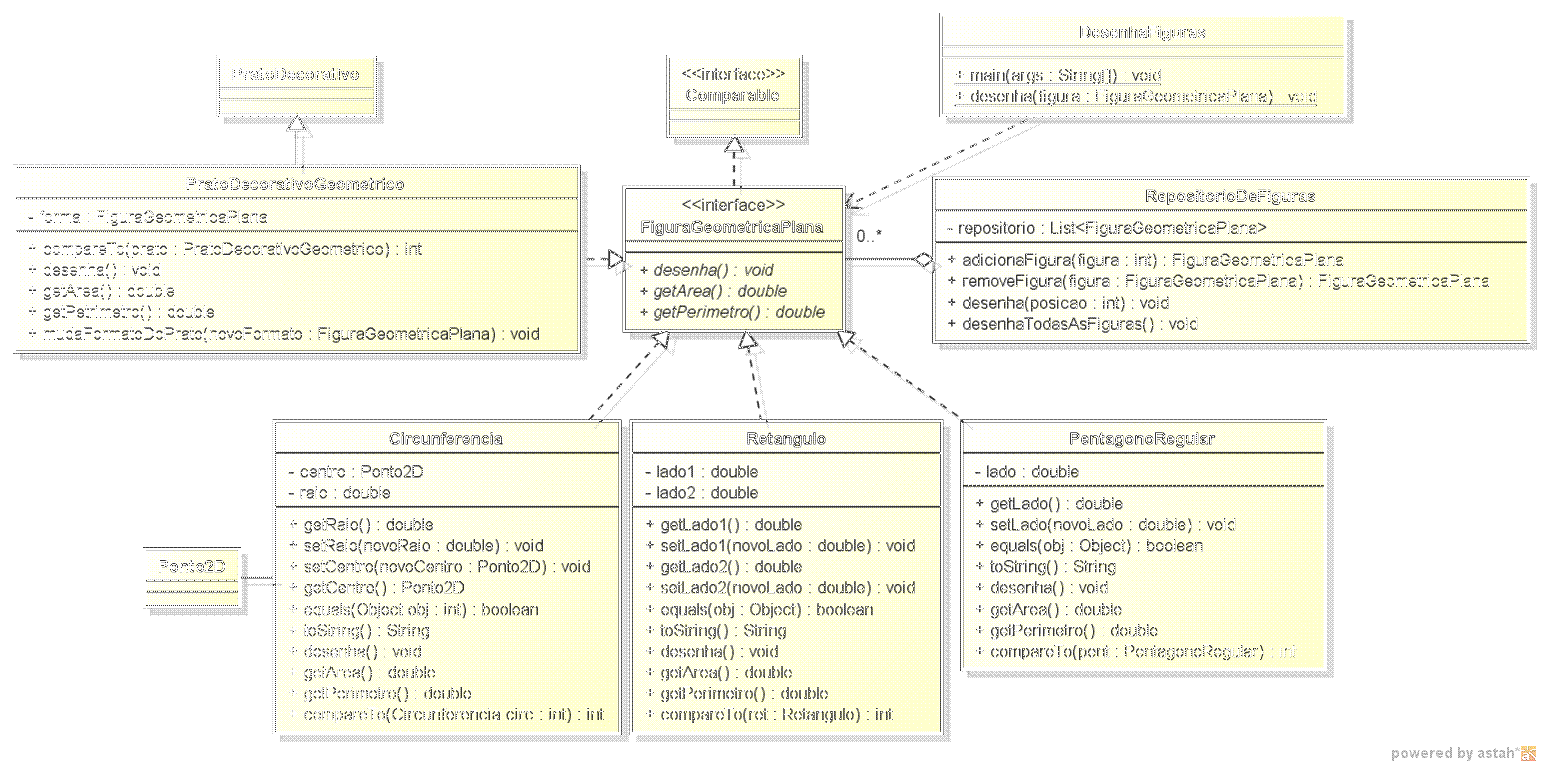 PratoDecorativo
<<interface>>
Comparable
DesenhaFiguras
+ main(args : String[]) : void
+ desenha(figura : FiguraGeometricaPlana) : void
PratoDecorativoGeometrico
- forma : FiguraGeometricaPlana
+ compareTo(prato : PratoDecorativoGeometrico) : int
+ desenha() : void
+ getArea() : double
+ getPetrimetro() : double
+ mudaFormatoDoPrato(novoFormato : FiguraGeometricaPlana) : void
<<interface>>
FiguraGeometricaPlana
+ desenha() : void
+ getArea() : double
+ getPerimetro() : double
0..*
RepositorioDeFiguras
- repositorio : List<FiguraGeometricaPlana>
+ adicionaFigura(figura : int) : FiguraGeometricaPlana
+ removeFigura(figura : FiguraGeometricaPlana) : FiguraGeometricaPlana
+ desenha(posicao : int) : void
+ desenhaTodasAsFiguras() : void
Ponto2D
Circunferencia
- centro : Ponto2D
- raio : double
+ getRaio() : double
+ setRaio(novoRaio : double) : void
+ setCentro(novoCentro : Ponto2D) : void
+ getCentro() : Ponto2D
+ equals(Object obj : int) : boolean
+ toString() : String
+ desenha() : void
+ getArea() : double
+ getPerimetro() : double
+ compareTo(Circunferencia circ : int) : int
Retangulo
- lado1 : double
- lado2 : double
+ getLado1() : double
+ setLado1(novoLado : double) : void
+ getLado2() : double
+ setLado2(novoLado : double) : void
+ equals(obj : Object) : boolean
+ toString() : String
+ desenha() : void
+ getArea() : double
+ getPerimetro() : double
+ compareTo(ret : Retangulo) : int
PentagonoRegular
- lado : double
+ getLado() : double
+ setLado(novoLado : double) : void
+ equals(obj : Object) : boolean
+ toString() : String
+ desenha() : void
+ getArea() : double
+ getPerimetro() : double
+ compareTo(pent : PentagonoRegular) : int
powered by astah*